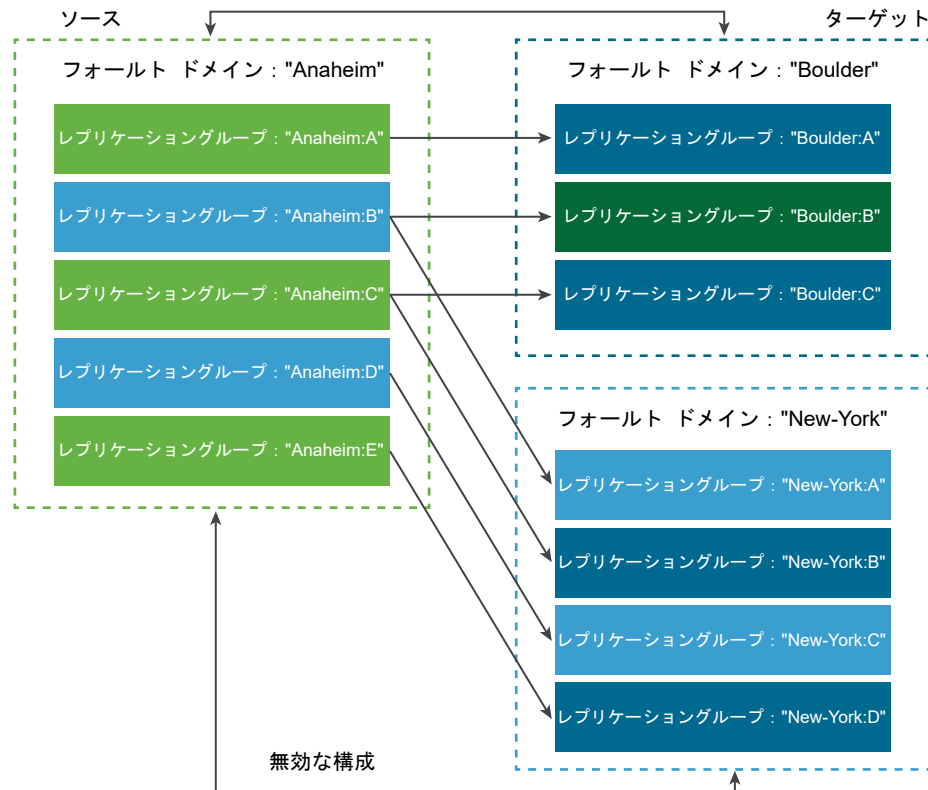 ソース
ターゲット
フォールト ドメイン : "Anaheim"
レプリケーショングループ : "Anaheim:A"
レプリケーショングループ : "Anaheim:B"
レプリケーショングループ : "Anaheim:C"
レプリケーショングループ : "Anaheim:D"
レプリケーショングループ : "Anaheim:E"
フォールト ドメイン : "Boulder"
レプリケーショングループ : "Boulder:A"
レプリケーショングループ : "Boulder:B"
レプリケーショングループ : "Boulder:C"
フォールト ドメイン : "New-York"
レプリケーショングループ : "New-York:A"
レプリケーショングループ : "New-York:B"
レプリケーショングループ : "New-York:C"
レプリケーショングループ : "New-York:D"
無効な構成